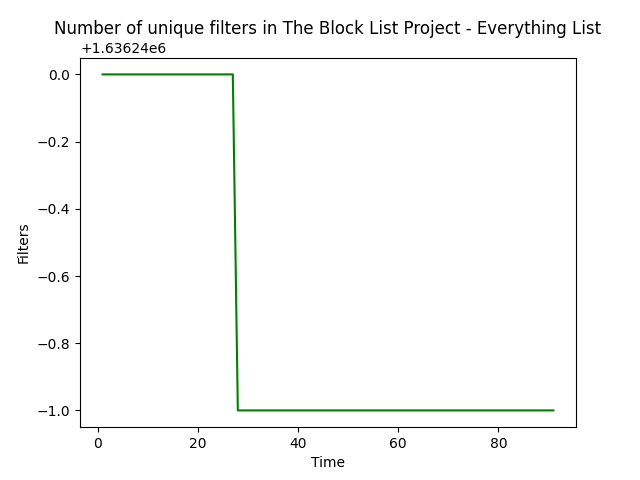 Number of unique filters in The Block List Project - Everything List
+1.63624e6
0.0
−0.2
−0.4
−0.6
−0.8
−1.0
Filters
0 20 40 60 80
Time